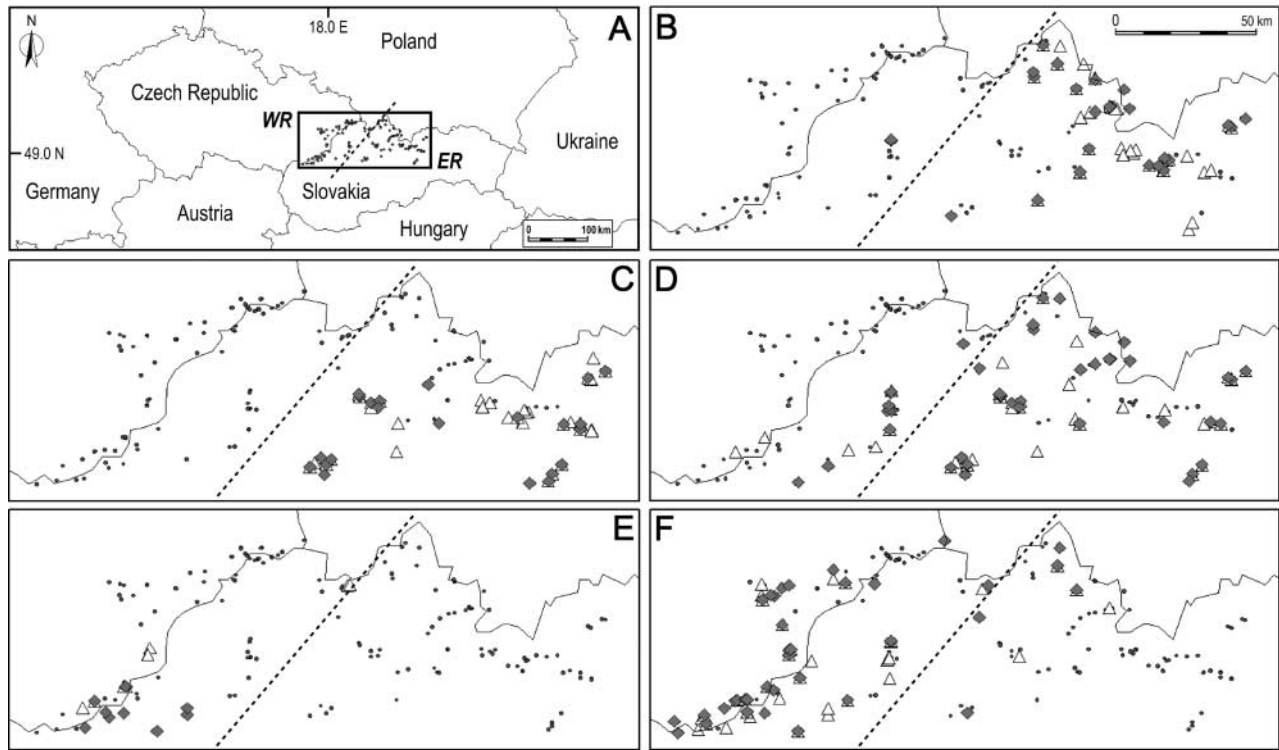 N
18.0 E
Poland
A
Czech Republic
WR
ER
Ukraine
49.0 N
Germany
Slovakia
Austria
Hungary
0 100 km
B
0 50 km
C
D
E
F